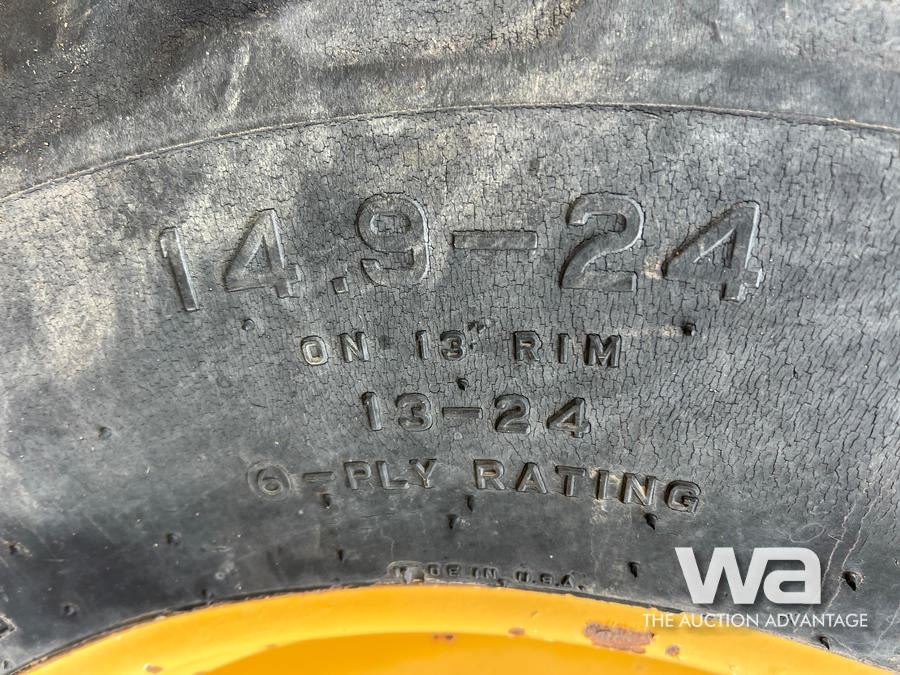 14.9-24
ON 13" RIM
13-24
6-PLY RATING
MADE IN U.S.A.
wa
THE AUCTION ADVANTAGE